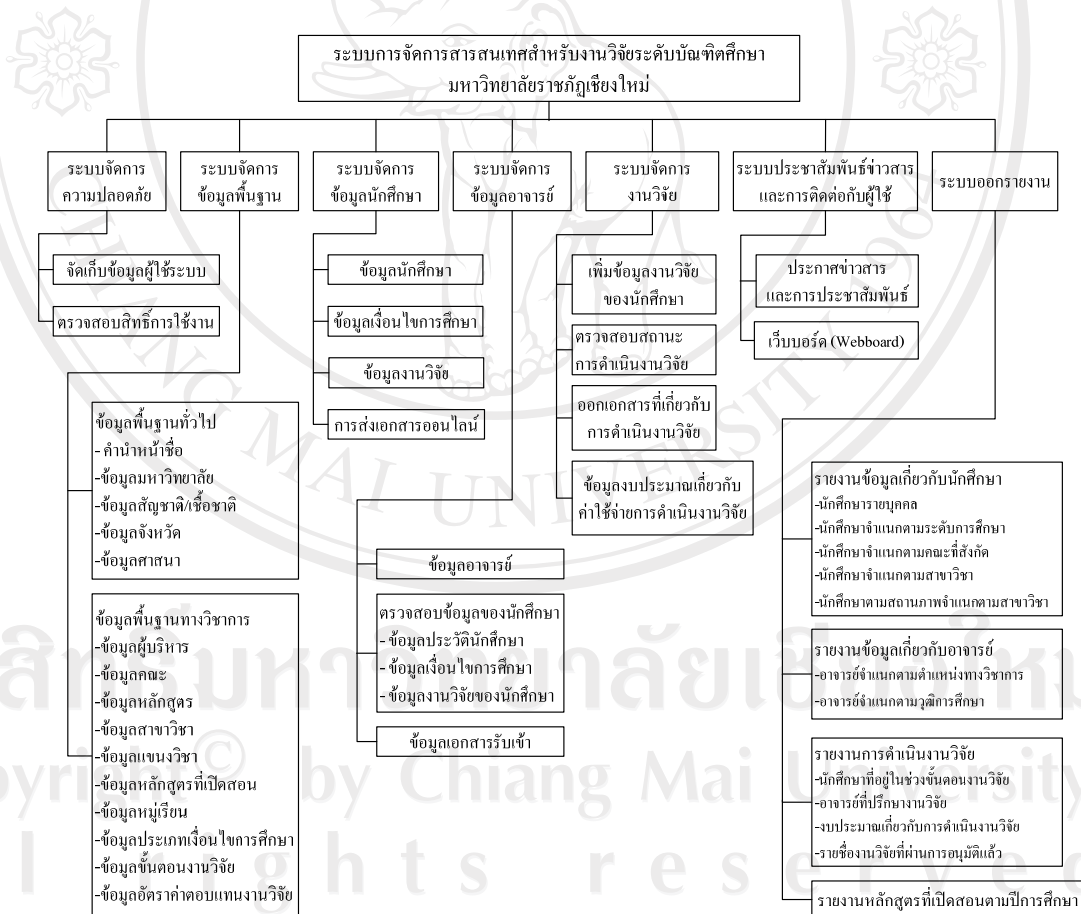 ระบบการจัดการสารสนเทศสำหรับงานวิจัยระดับบัณฑิตศึกษา
มหาวิทยาลัยราชภัฏเชียงใหม่
ระบบจัดการ
ความปลอดภัย
ระบบจัดการ
ข้อมูลพื้นฐาน
ระบบจัดการ
ข้อมูลนักศึกษา
ระบบจัดการ
ข้อมูลอาจารย์
ระบบจัดการ
งานวิจัย
ระบบประชาสัมพันธ์ข่าวสาร
และการติดต่อกับผู้ใช้
ระบบออกรายงาน
จัดเก็บข้อมูลผู้ใช้ระบบ
ตรวจสอบสิทธิ์การใช้งาน
ข้อมูลพื้นฐานทั่วไป
- คำนำหน้าชื่อ
-ข้อมูลมหาวิทยาลัย
-ข้อมูลสัญชาติ/เชื้อชาติ
-ข้อมูลจังหวัด
-ข้อมูลศาสนา
ข้อมูลพื้นฐานทางวิชาการ
-ข้อมูลผู้บริหาร
-ข้อมูลคณะ
-ข้อมูลหลักสูตร
-ข้อมูลสาขาวิชา
-ข้อมูลแขนงวิชา
-ข้อมูลหลักสูตรที่เปิดสอน
-ข้อมูลหมู่เรียน
-ข้อมูลประเภทเงื่อนไขการศึกษา
-ข้อมูลขั้นตอนงานวิจัย
-ข้อมูลอัตราค่าตอบแทนงานวิจัย
ข้อมูลนักศึกษา
ข้อมูลเงื่อนไขการศึกษา
ข้อมูลงานวิจัย
การส่งเอกสารออนไลน์
ข้อมูลอาจารย์
ตรวจสอบข้อมูลของนักศึกษา
- ข้อมูลประวัตินักศึกษา
- ข้อมูลเงื่อนไขการศึกษา
- ข้อมูลงานวิจัยของนักศึกษา
ข้อมูลเอกสารรับเข้า
เพิ่มข้อมูลงานวิจัย
ของนักศึกษา
ตรวจสอบสถานะ
การดำเนินงานวิจัย
ออกเอกสารที่เกี่ยวกับ
การดำเนินงานวิจัย
ข้อมูลงบประมาณเกี่ยวกับ
ค่าใช้จ่ายการดำเนินงานวิจัย
ประกาศข่าวสาร
และการประชาสัมพันธ์
เว็บบอร์ด (Webboard)
รายงานข้อมูลเกี่ยวกับนักศึกษา
-นักศึกษารายบุคคล
-นักศึกษาจำแนกตามระดับการศึกษา
-นักศึกษาจำแนกตามคณะที่สังกัด
-นักศึกษาจำแนกตามสาขาวิชา
-นักศึกษาตามสถานภาพจำแนกตามสาขาวิชา
รายงานข้อมูลเกี่ยวกับอาจารย์
-อาจารย์จำแนกตามตำแหน่งทางวิชาการ
-อาจารย์จำแนกตามวุฒิการศึกษา
รายงานการดำเนินงานวิจัย
-นักศึกษาที่อยู่ในช่วงขั้นตอนงานวิจัย
-อาจารย์ที่ปรึกษางานวิจัย
-งบประมาณเกี่ยวกับการดำเนินงานวิจัย
-รายชื่องานวิจัยที่ผ่านการอนุมัติแล้ว
รายงานหลักสูตรที่เปิดสอนตามปีการศึกษา
CHIANG MAI UNIVERSITY
by Chiang Mai University
rights reserved